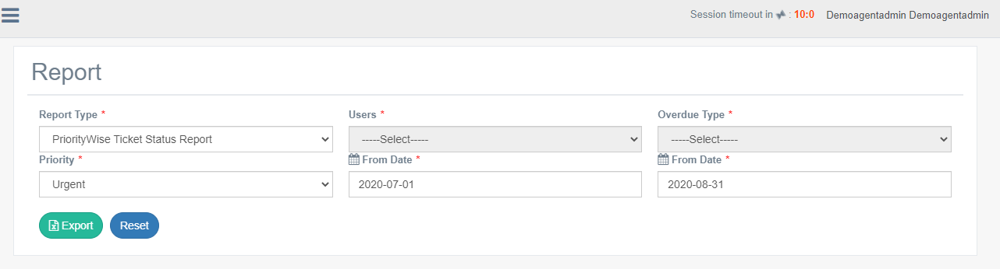 Session timeout in : 10:0 Demoagentadmin Demoagentadmin
Report
Report Type * Users * Overdue Type *
PriorityWise Ticket Status Report -----Select----- -----Select-----
Priority * From Date * From Date *
Urgent 2020-07-01 2020-08-31
Export Reset